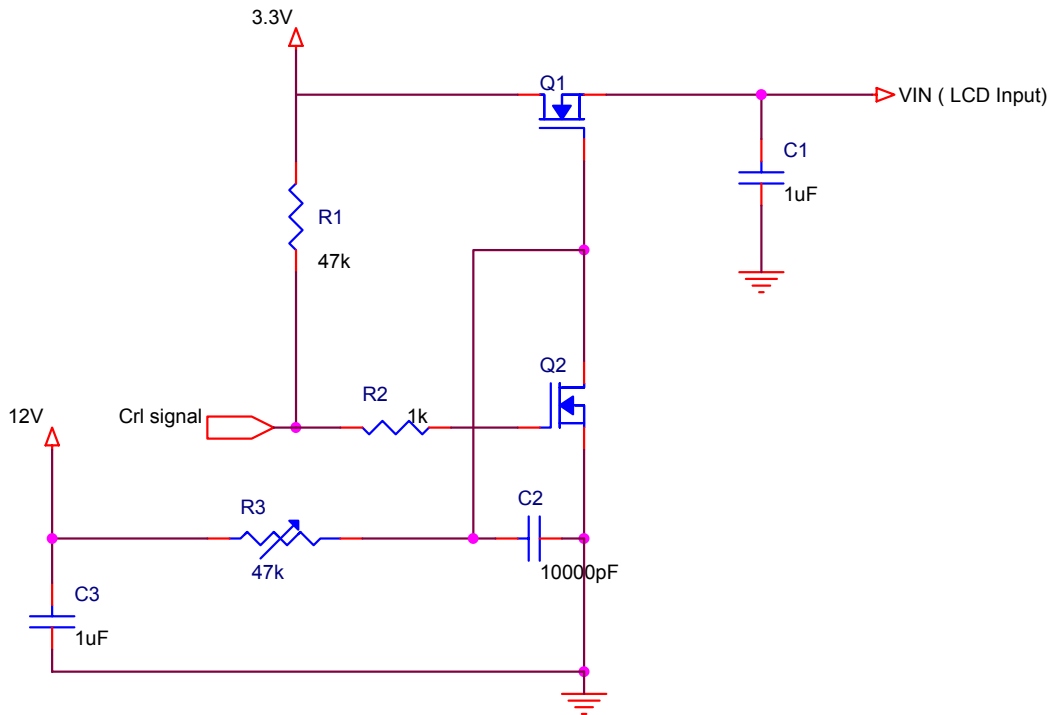 3.3V
Q1
VIN ( LCD Input)
C1
1uF
R1
47k
Q2
R2
1k
12V
Crl signal
R3
47k
C2
10000pF
C3
1uF